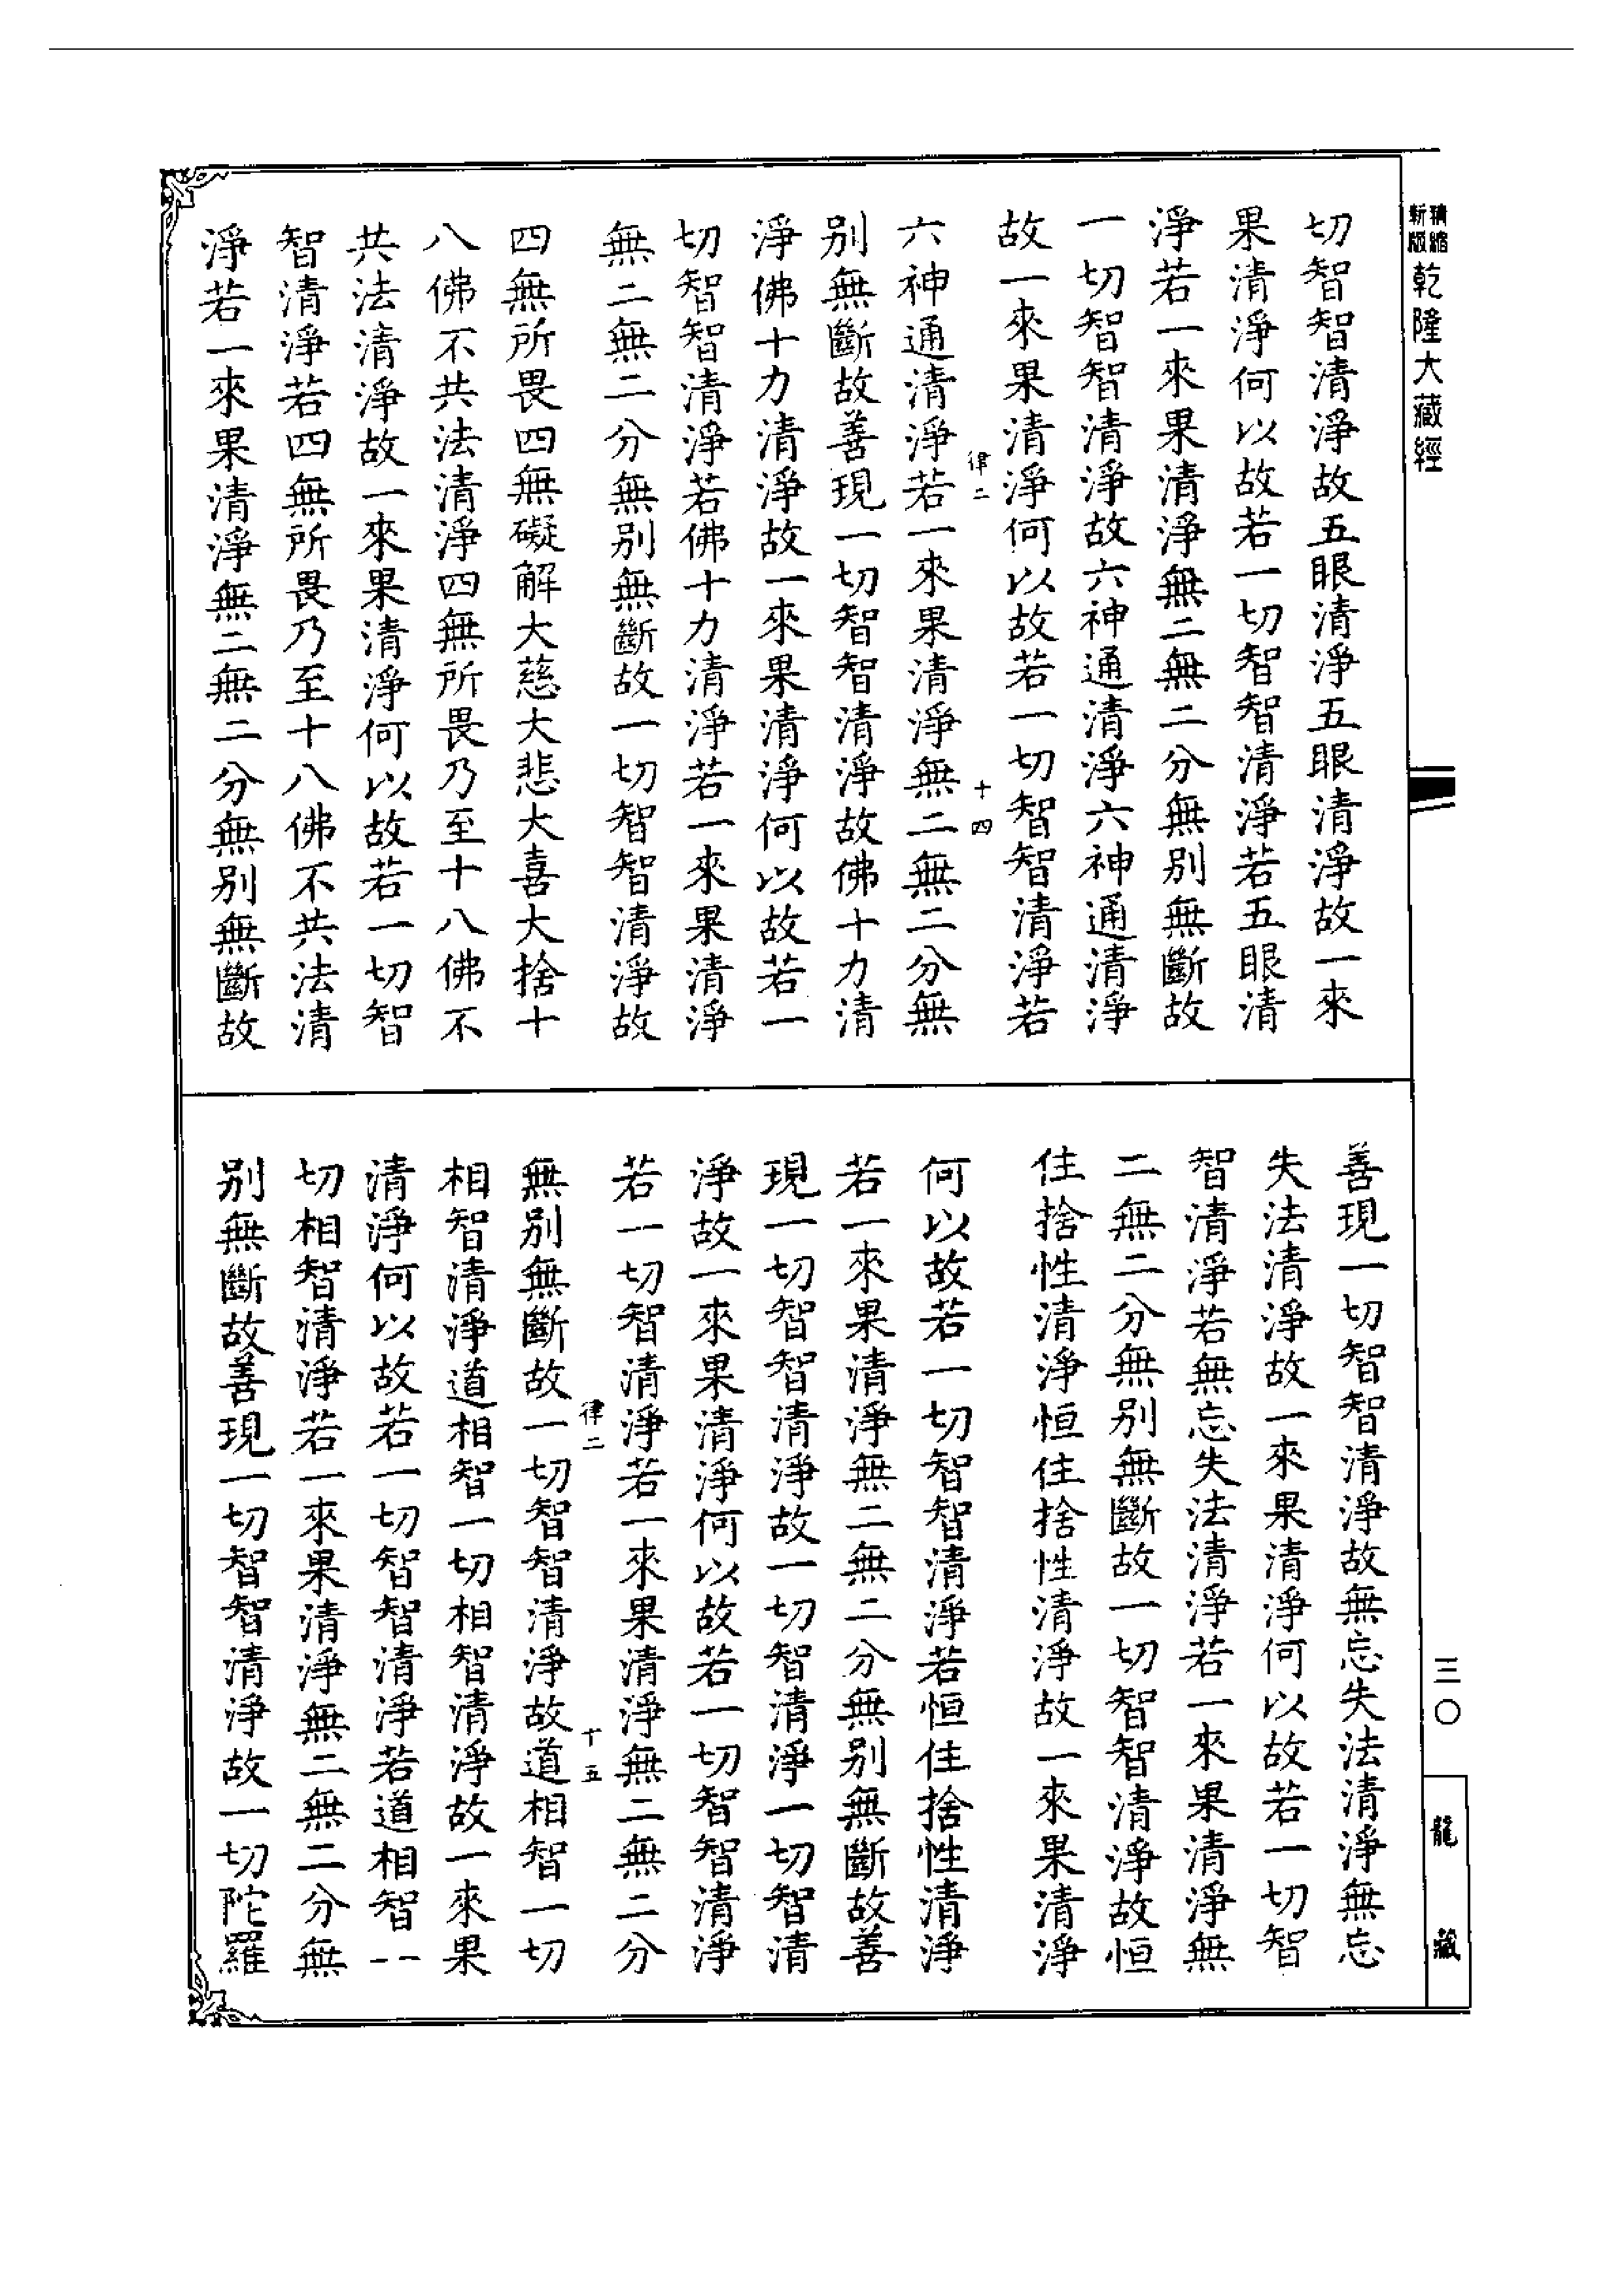 精縮新版乾隆大藏經
切智智清淨故五眼清淨五眼清淨故一來
果清淨何以故若一切智智清淨若五眼清
淨若一來果清淨無二無二分無別無斷故
一切智智清淨故六神通清淨六神通清淨
故一來果清淨何以故若一切智智清淨若
律二 十四
六神通清淨若一來果清淨無二無二分無
別無斷故善現一切智智清淨故佛十力清
淨佛十力清淨故一來果清淨何以故若一
切智智清淨若佛十力清淨若一來果清淨
無二無二分無別無斷故一切智智清淨故
四無所畏四無礙解大慈大悲大喜大捨十
八佛不共法清淨四無所畏乃至十八佛不
共法清淨故一來果清淨何以故若一切智
智清淨若四無所畏乃至十八佛不共法清
淨若一來果清淨無二無二分無別無斷故
善現一切智智清淨故無忘失法清淨無忘
失法清淨故一來果清淨何以故若一切智
智清淨若無忘失法清淨若一來果清淨無
二無二分無別無斷故一切智智清淨故恒
住捨性清淨恒住捨性清淨故一來果清淨
何以故若一切智智清淨若恒住捨性清淨
若一來果清淨無二無二分無別無斷故善
現一切智智清淨故一切智清淨一切智清
淨故一來果清淨何以故若一切智智清淨
若一切智清淨若一來果清淨無二無二分
律二 十五
無別無斷故一切智智清淨故道相智一切
相智清淨道相智一切相智清淨故一來果
清淨何以故若一切智智清淨若道相智一
切相智清淨若一來果清淨無二無二分無
別無斷故善現一切智智清淨故一切陀羅
三〇
龍藏